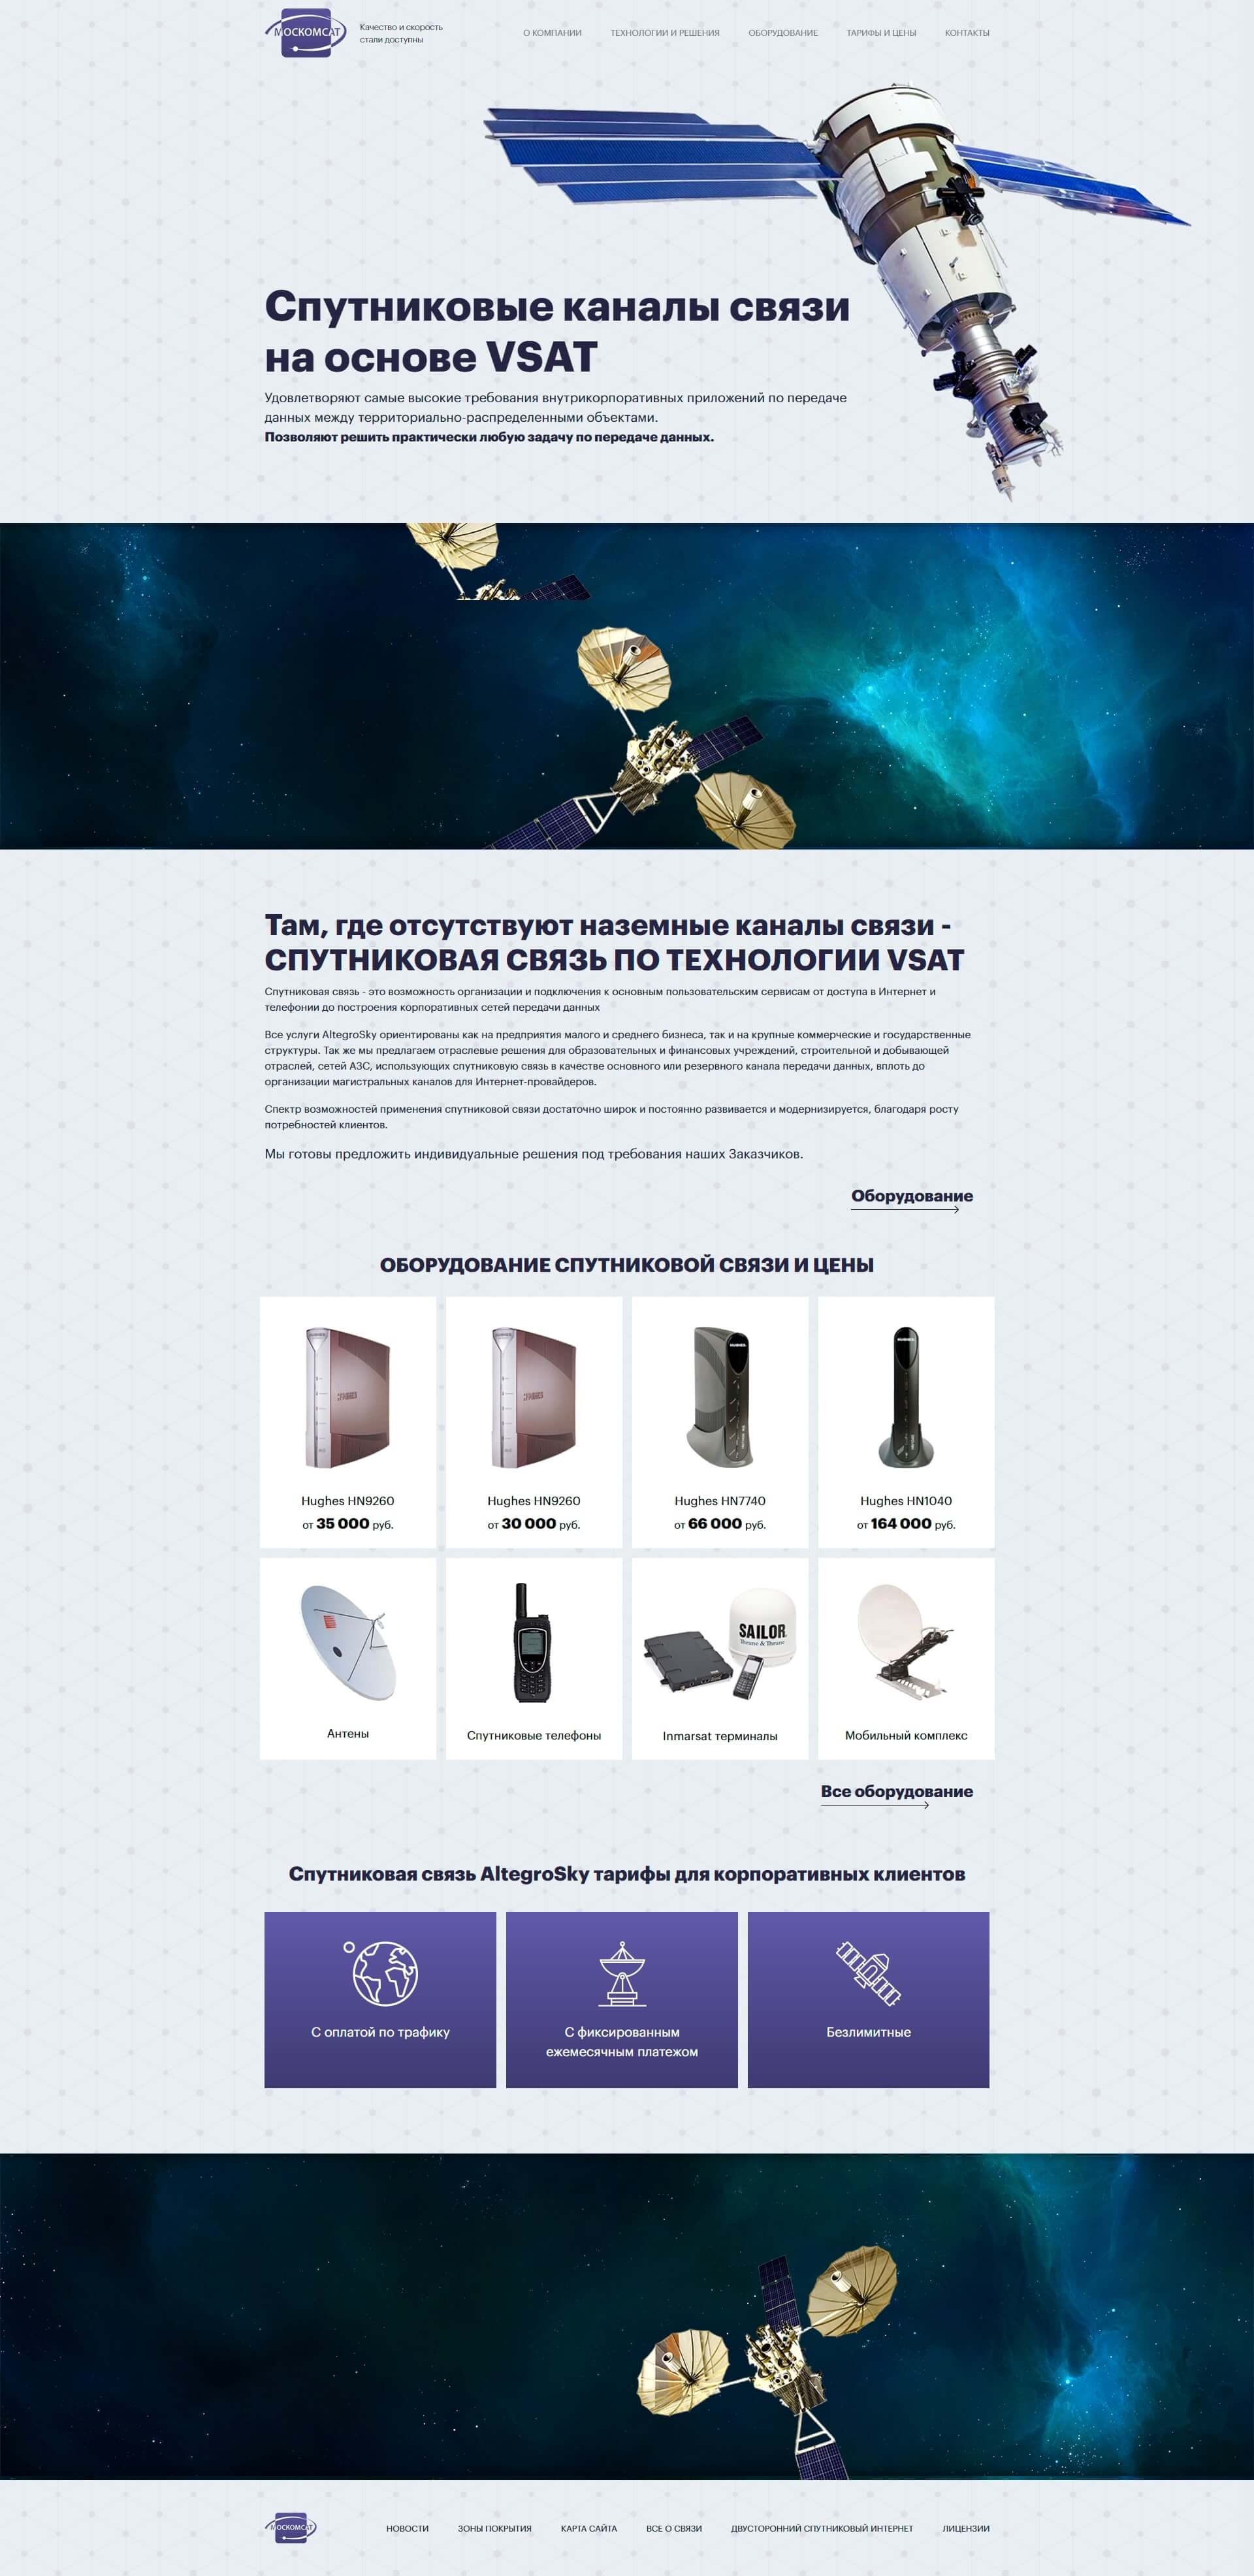 МОСКОМСАТ
Качество и скорость
стали доступны
О КОМПАНИИ
ТЕХНОЛОГИИ И РЕШЕНИЯ
ОБОРУДОВАНИЕ
ТАРИФЫ И ЦЕНЫ
КОНТАКТЫ
Спутниковые каналы связи
на основе VSAT
Удовлетворяют самые высокие требования внутрикорпоративных приложений по передаче
данных между территориально-распределенными объектами.
Позволяют решить практически любую задачу по передаче данных.
Там, где отсутствуют наземные каналы связи -
СПУТНИКОВАЯ СВЯЗЬ ПО ТЕХНОЛОГИИ VSAT
Спутниковая связь - это возможность организации и подключения к основным пользовательским сервисам от доступа в Интернет и
телефонии до построения корпоративных сетей передачи данных
Все услуги AltegroSky ориентированы как на предприятия малого и среднего бизнеса, так и на крупные коммерческие и государственные
структуры. Так же мы предлагаем отраслевые решения для образовательных и финансовых учреждений, строительной и добывающей
отраслей, сетей АЗС, использующих спутниковую связь в качестве основного или резервного канала передачи данных, вплоть до
организации магистральных каналов для Интернет-провайдеров.
Спектр возможностей применения спутниковой связи достаточно широк и постоянно развивается и модернизируется, благодаря росту
потребностей клиентов.
Мы готовы предложить индивидуальные решения под требования наших Заказчиков.
Оборудование
ОБОРУДОВАНИЕ СПУТНИКОВОЙ СВЯЗИ И ЦЕНЫ
HUGHES
HUGHES
HUGHES
HUGHES
HUGHES
HUGHES
Hughes HN9260
от 35 000 руб.
Hughes HN9260
от 30 000 руб.
Hughes HN7740
от 66 000 руб.
Hughes HN1040
от 164 000 руб.
SAILOR
Thrane & Thrane
Антены
Спутниковые телефоны
Inmarsat терминалы
Мобильный комплекс
Все оборудование
Спутниковая связь AltegroSky тарифы для корпоративных клиентов
С оплатой по трафику
С фиксированным
ежемесячным платежом
Безлимитные
МОСКОМСАТ
НОВОСТИ
ЗОНЫ ПОКРЫТИЯ
КАРТА САЙТА
ВСЕ О СВЯЗИ
ДВУСТОРОННИЙ СПУТНИКОВЫЙ ИНТЕРНЕТ
ЛИЦЕНЗИИ